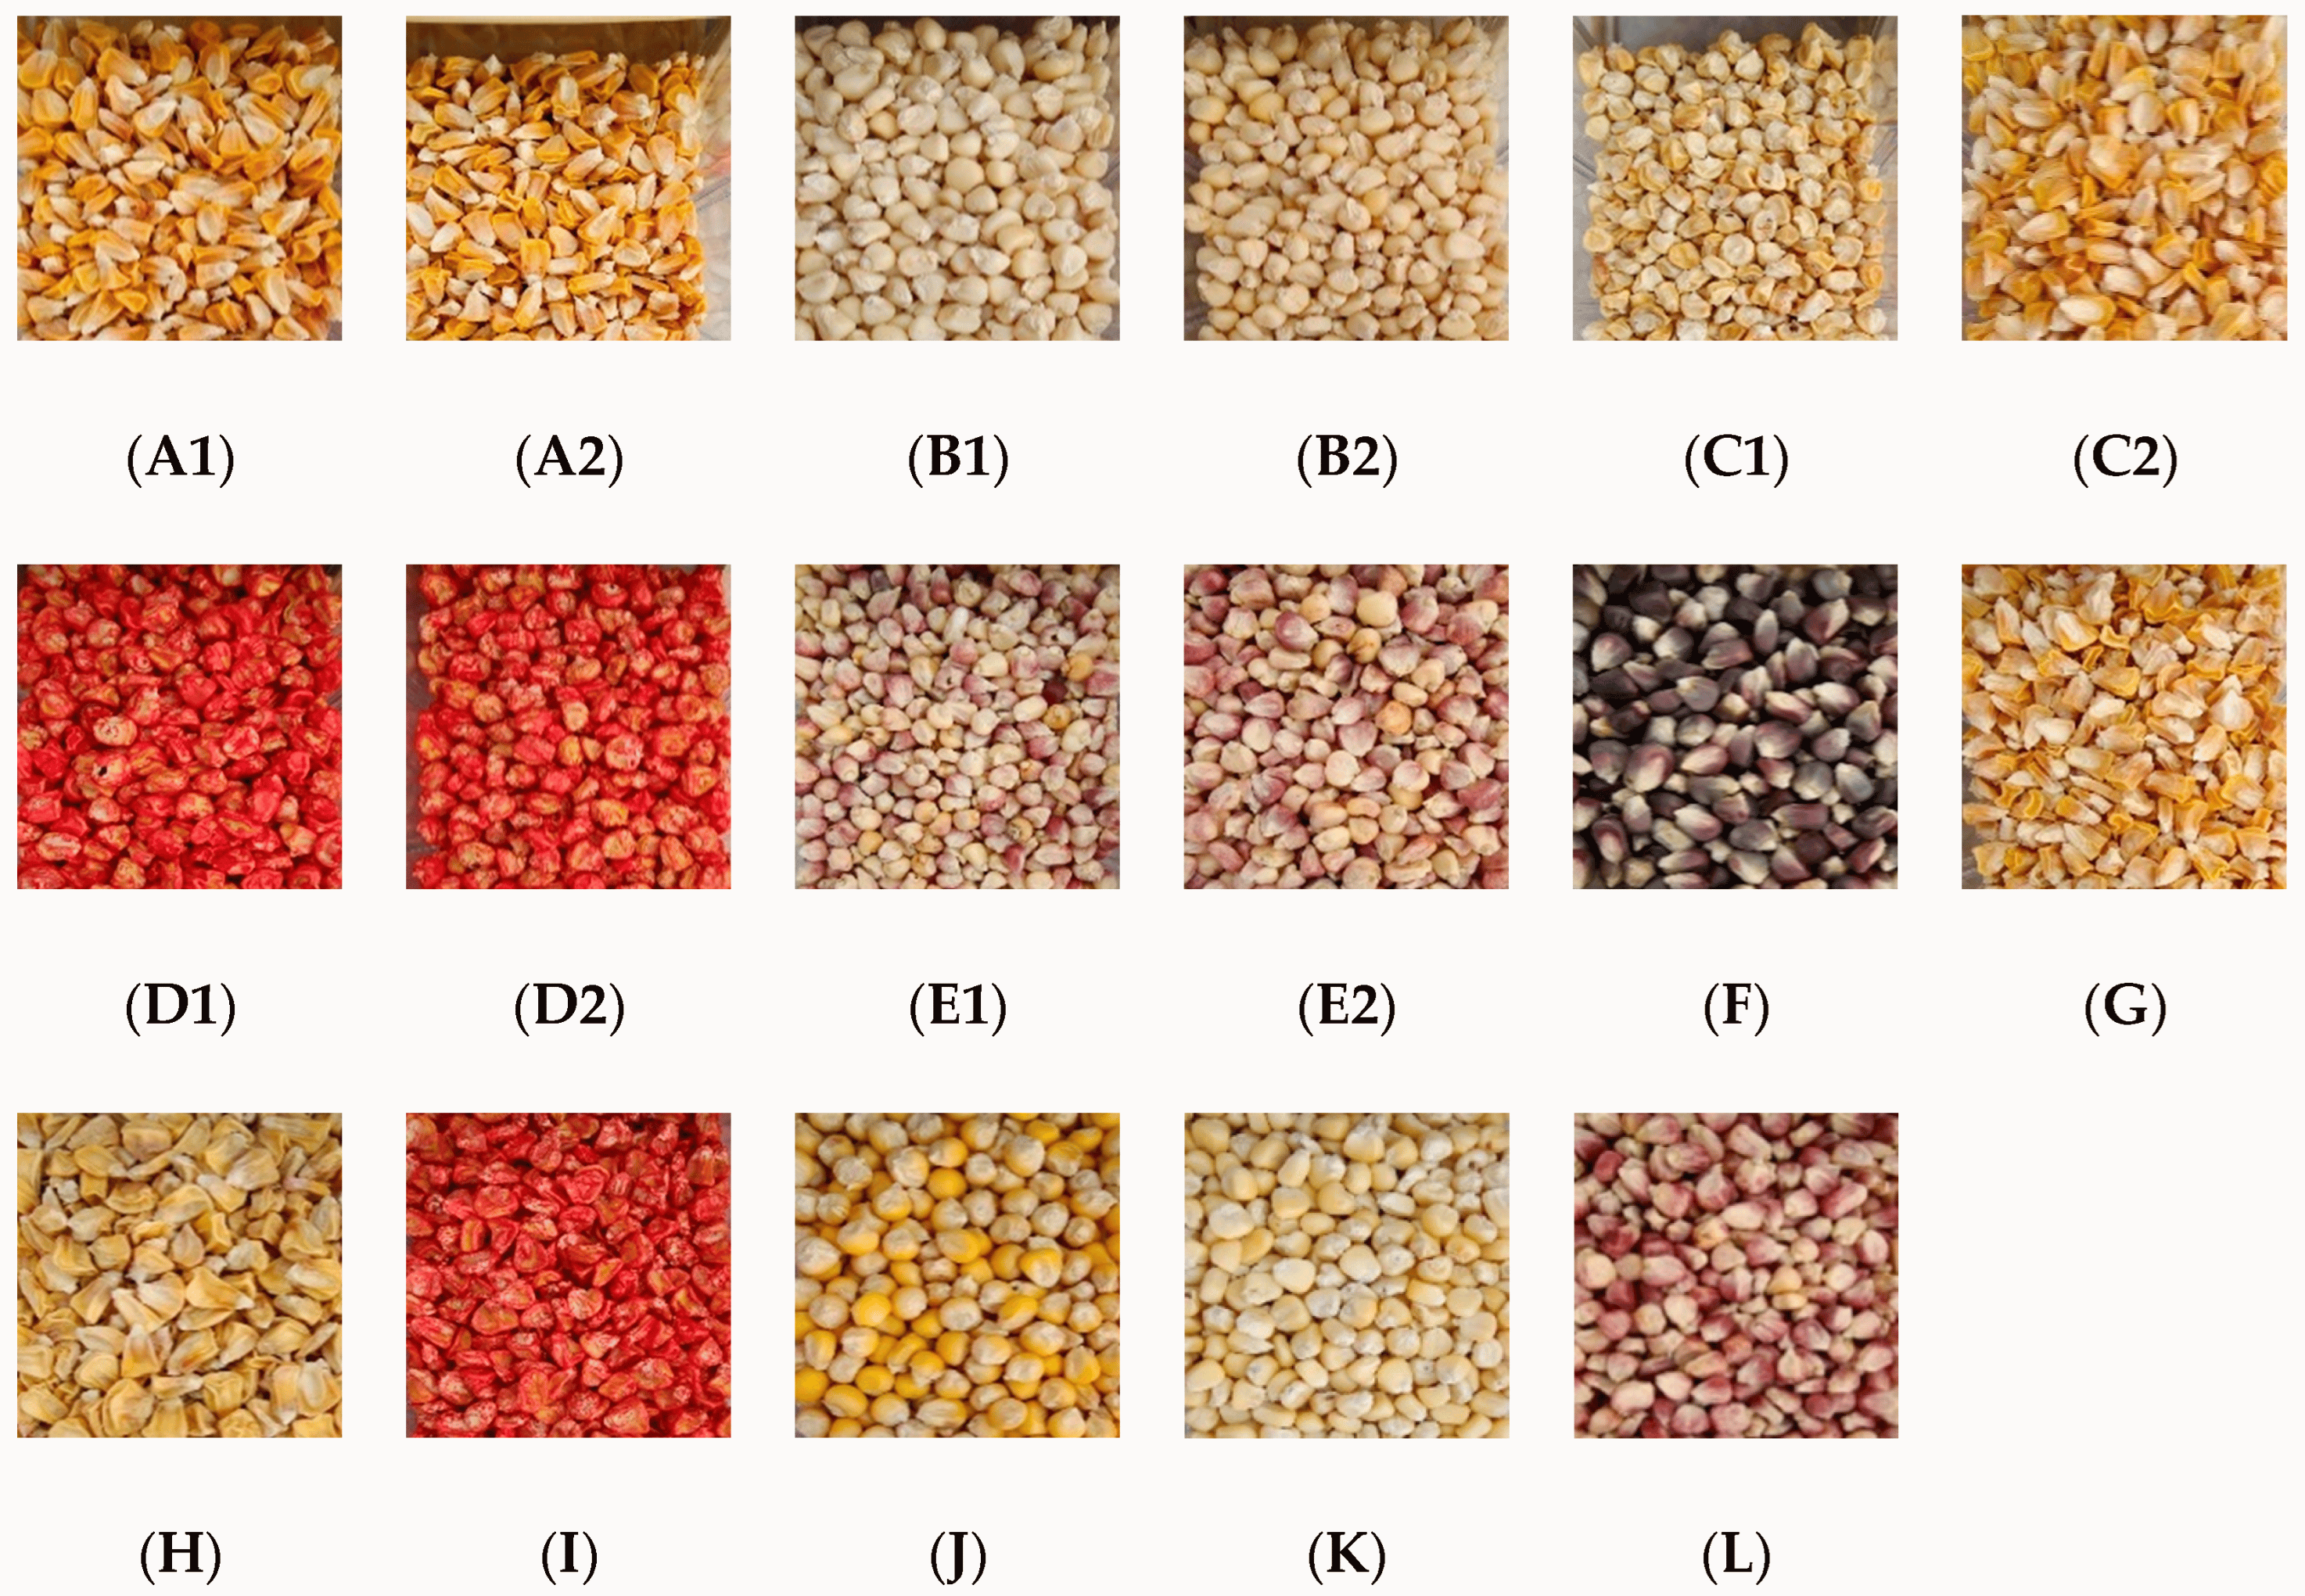 (A1) (A2) (B1) (B2) (C1) (C2)
(D1) (D2) (E1) (E2) (F) (G)
(H) (I) (J) (K) (L)